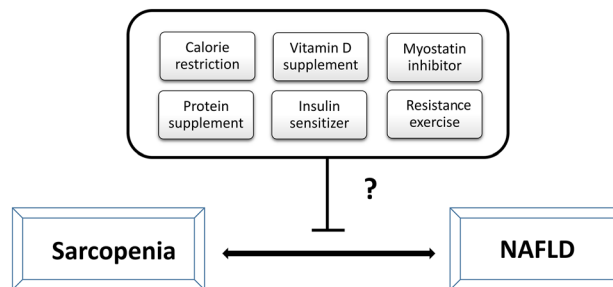 Calorie restriction
Vitamin D supplement
Myostatin inhibitor
Protein supplement
Insulin sensitizer
Resistance exercise
?
Sarcopenia
NAFLD